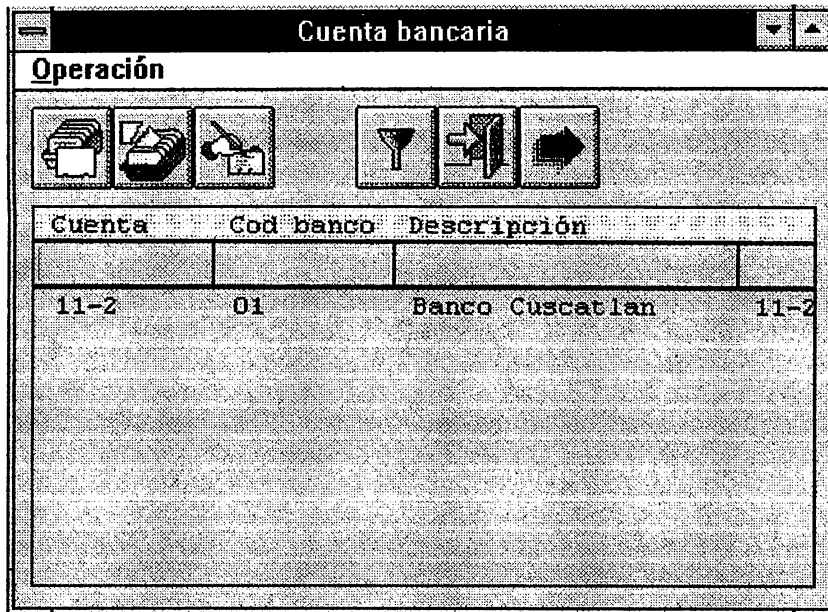 Cuenta bancaria
Operación
Cuenta Cod banco Descripción
11-2 01 Banco Cuscatlan 11-2